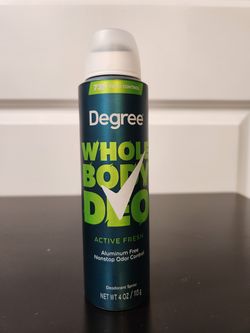 Degree
WHOLE
BODY
DEO
ACTIVE FRESH
Aluminum Free
Nonstop Odor Control
Deodorant Spray
NET WT 4 OZ / 113 g